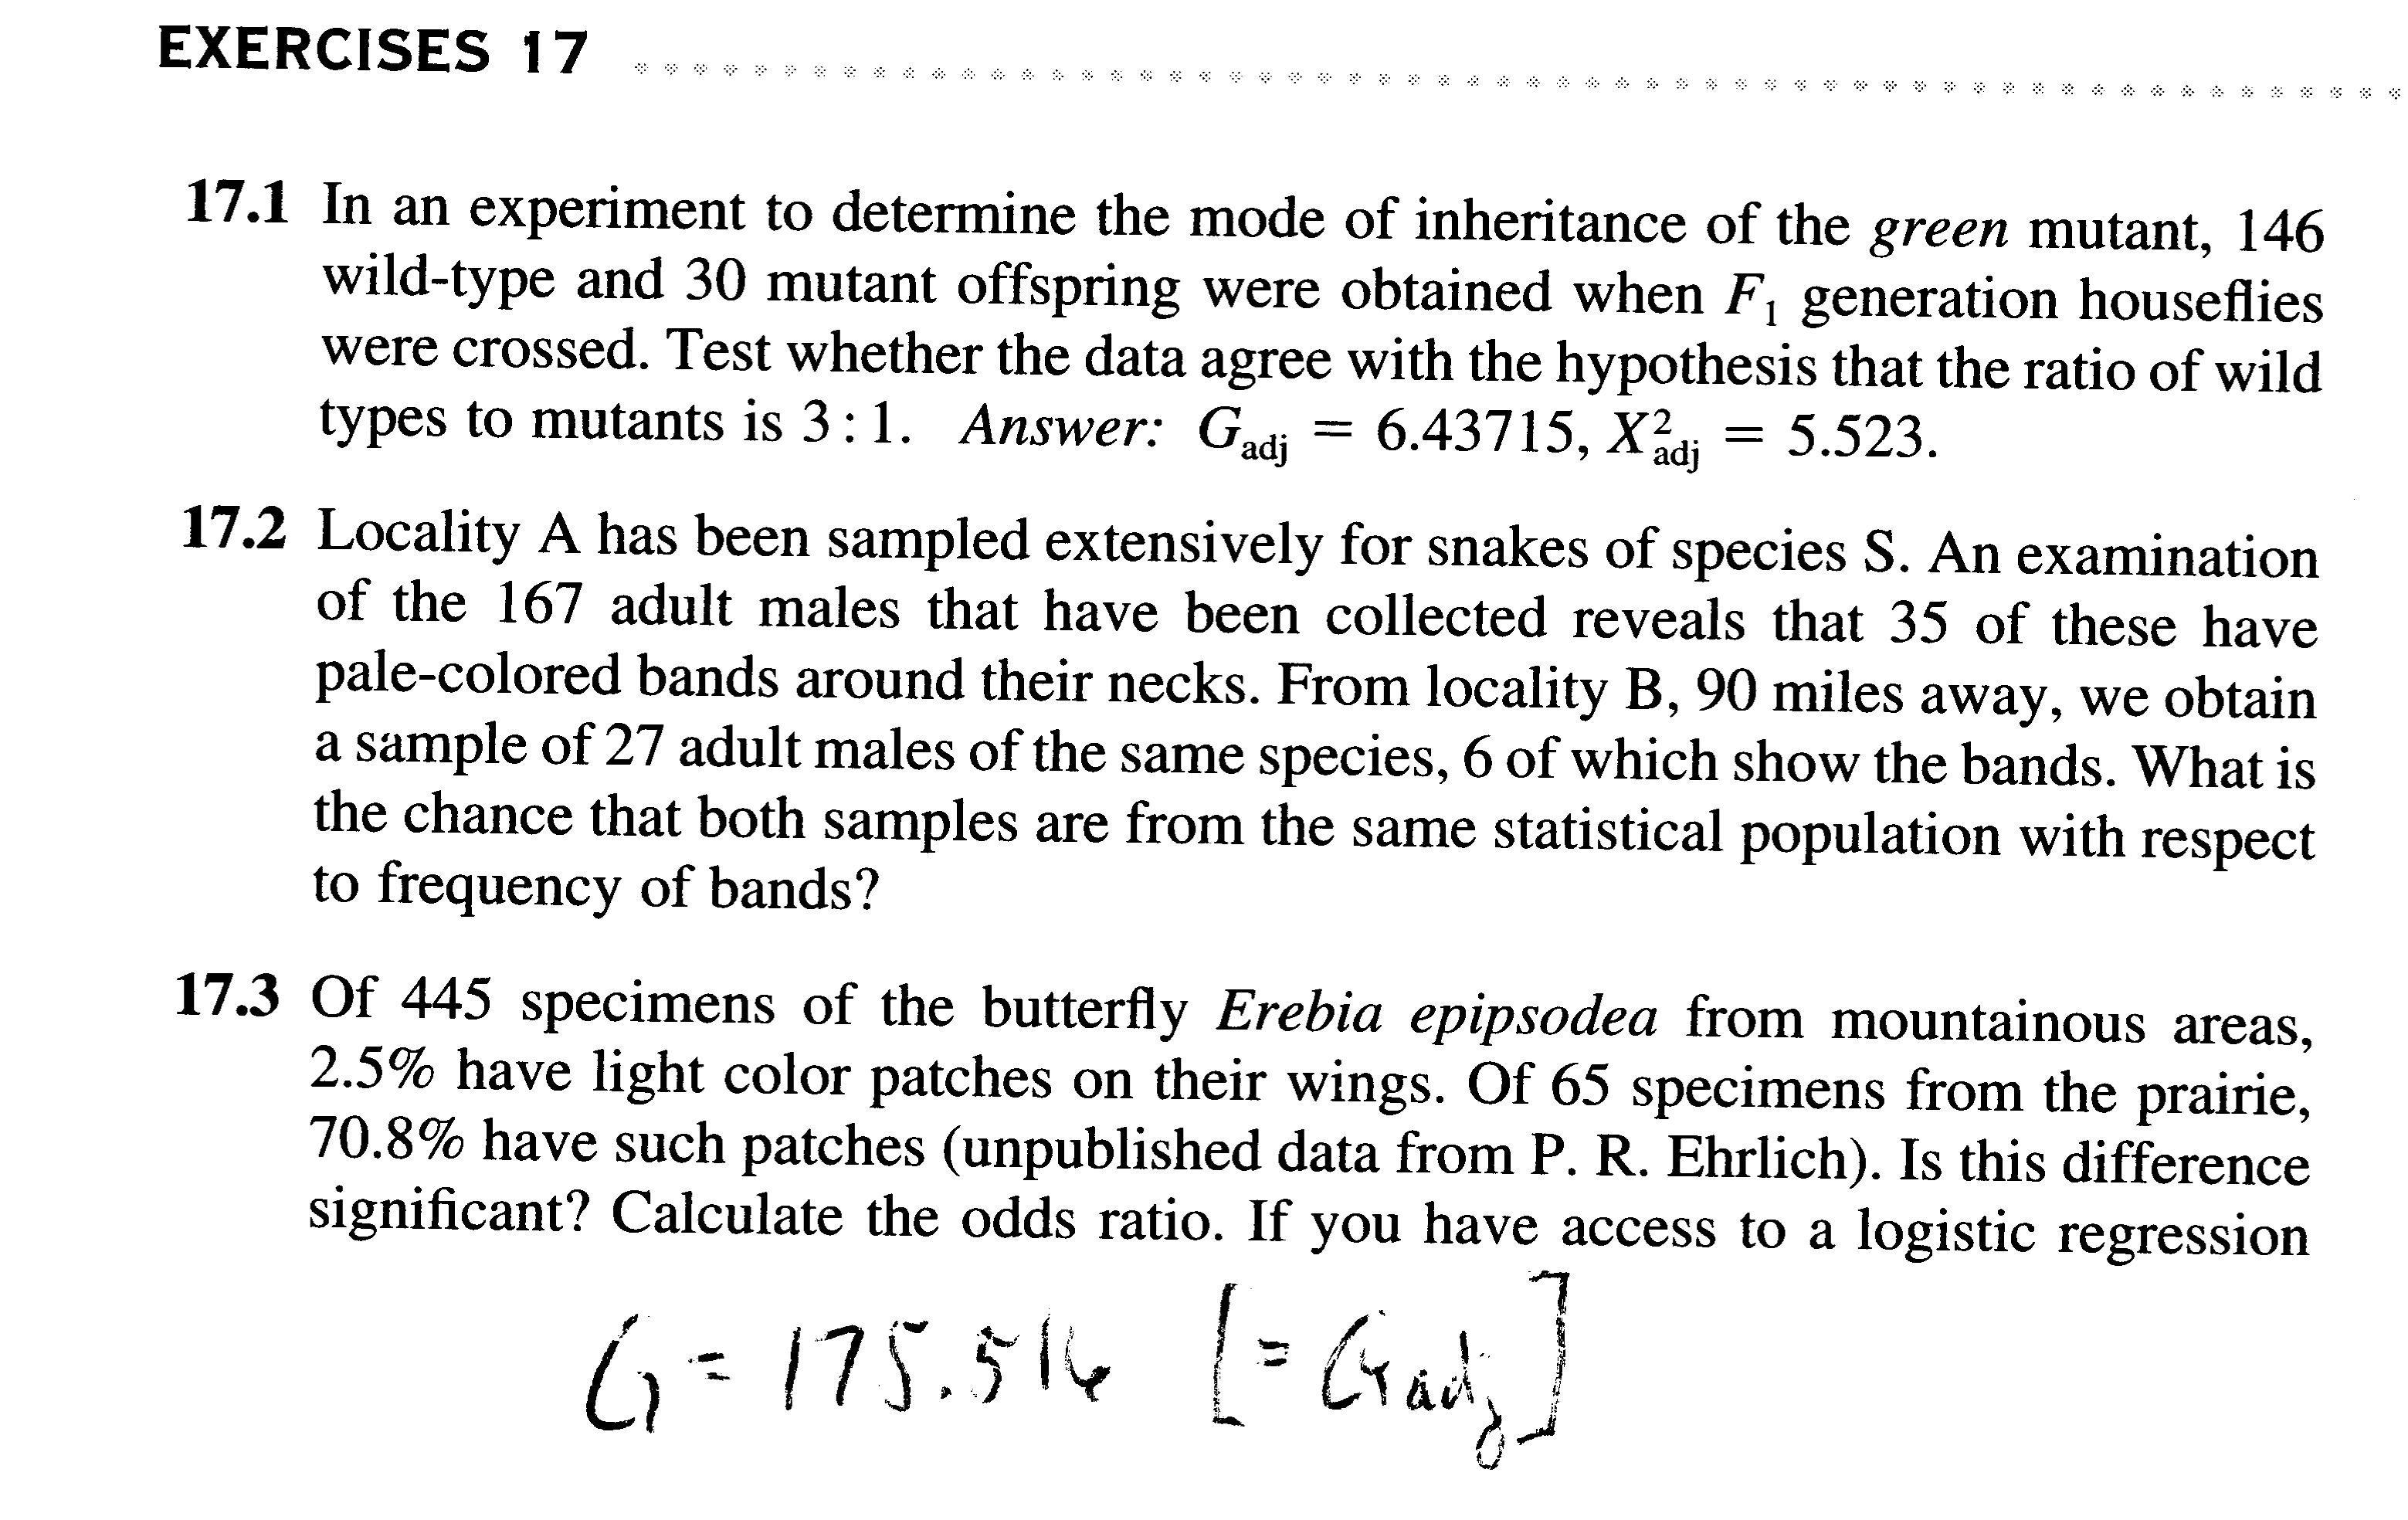 EXERCISES 17
17.1 In an experiment to determine the mode of inheritance of the green mutant, 146
wild-type and 30 mutant offspring were obtained when F₁ generation houseflies
were crossed. Test whether the data agree with the hypothesis that the ratio of wild
types to mutants is 3 : 1. Answer: G_adj = 6.43715, X²_adj = 5.523.
17.2 Locality A has been sampled extensively for snakes of species S. An examination
of the 167 adult males that have been collected reveals that 35 of these have
pale-colored bands around their necks. From locality B, 90 miles away, we obtain
a sample of 27 adult males of the same species, 6 of which show the bands. What is
the chance that both samples are from the same statistical population with respect
to frequency of bands?
17.3 Of 445 specimens of the butterfly Erebia epipsodea from mountainous areas,
2.5% have light color patches on their wings. Of 65 specimens from the prairie,
70.8% have such patches (unpublished data from P. R. Ehrlich). Is this difference
significant? Calculate the odds ratio. If you have access to a logistic regression
G = 175.516 [= G_adj]